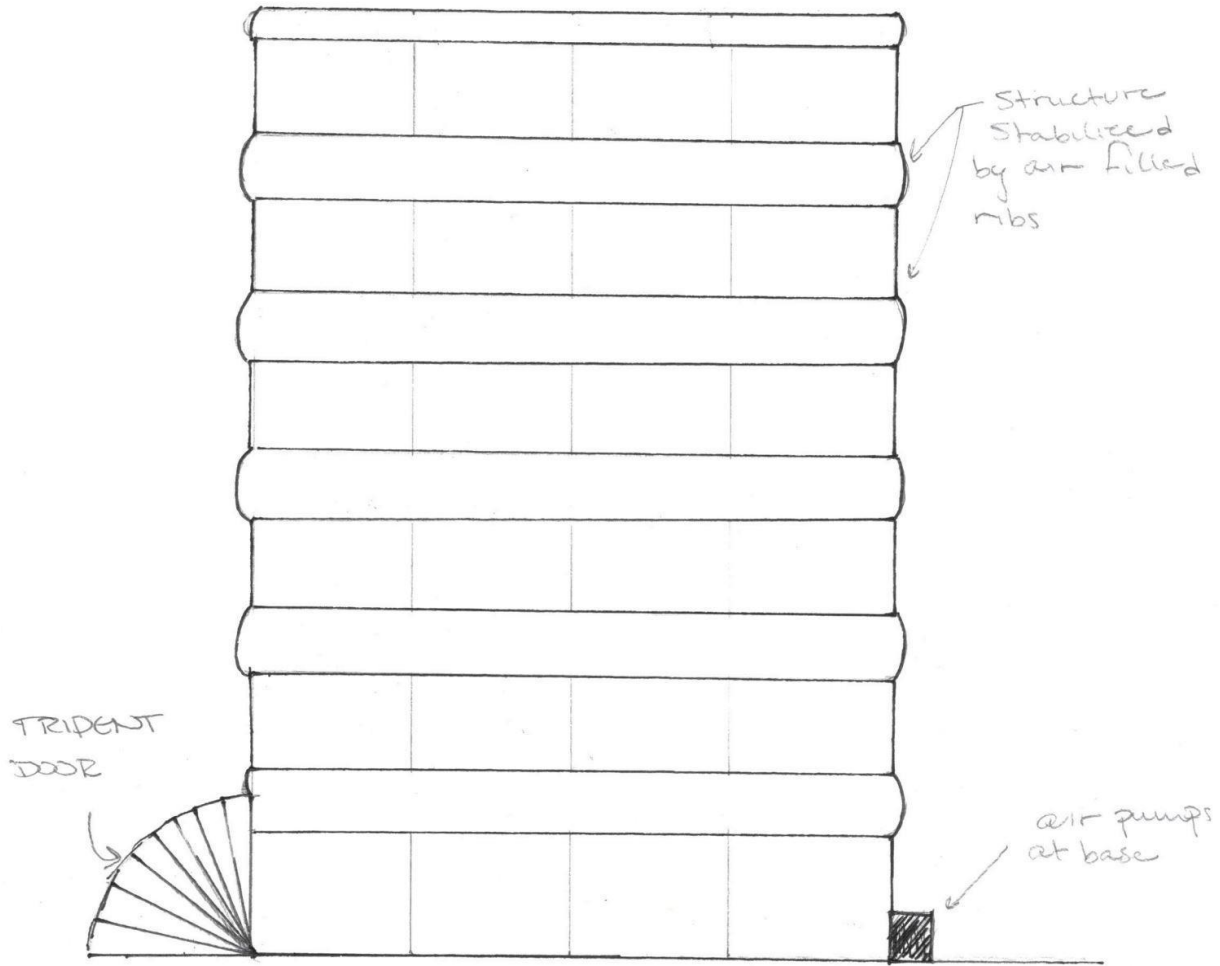 Structure
Stabilized
by air filled
ribs
TRIDENT
DOOR
air pumps
at base